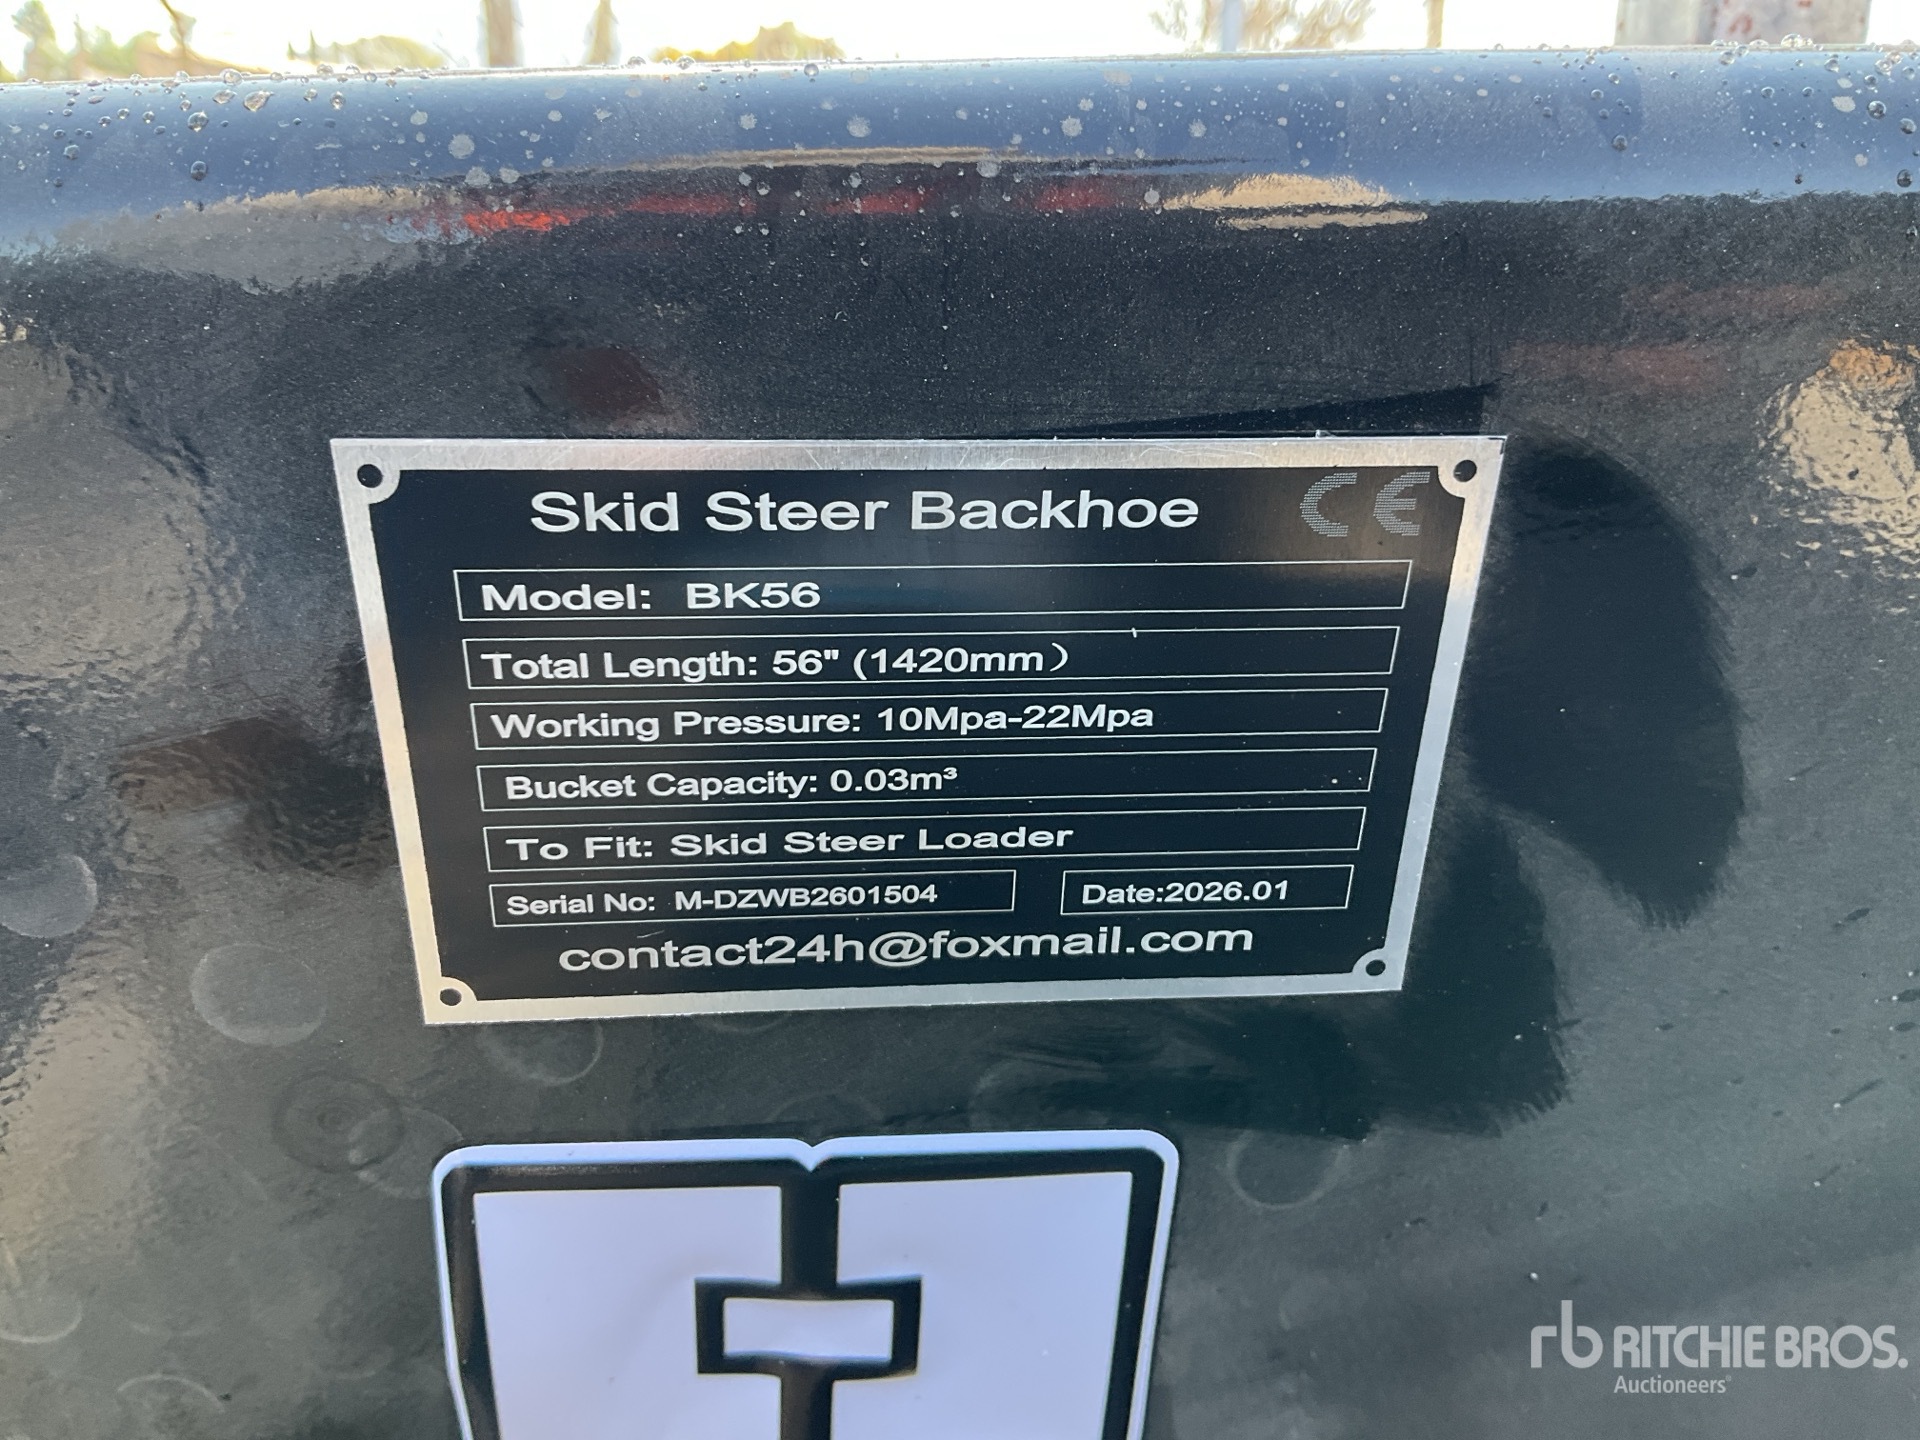 Skid Steer Backhoe CE
Model: BK56
Total Length: 56" (1420mm）
Working Pressure: 10Mpa-22Mpa
Bucket Capacity: 0.03m³
To Fit: Skid Steer Loader
Serial No: M-DZWB2601504 Date:2026.01
contact24h@foxmail.com
rb RITCHIE BROS.
Auctioneers®